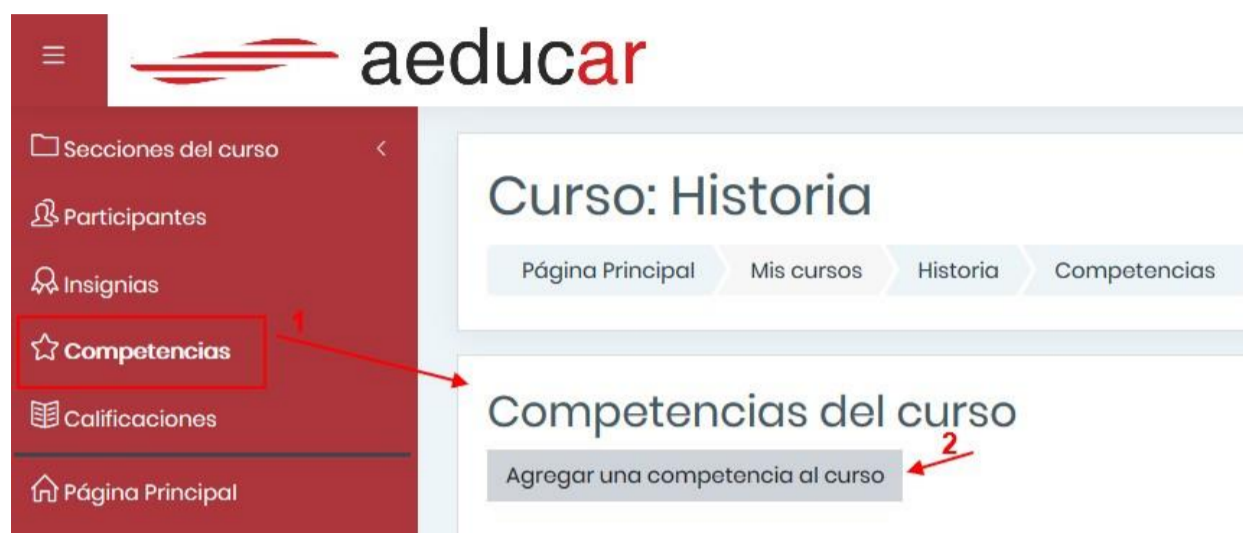 aeducar
Secciones del curso
Participantes
Insignias
Competencias
Calificaciones
Página Principal
Curso: Historia
Página Principal Mis cursos Historia Competencias
1
Competencias del curso
2
Agregar una competencia al curso